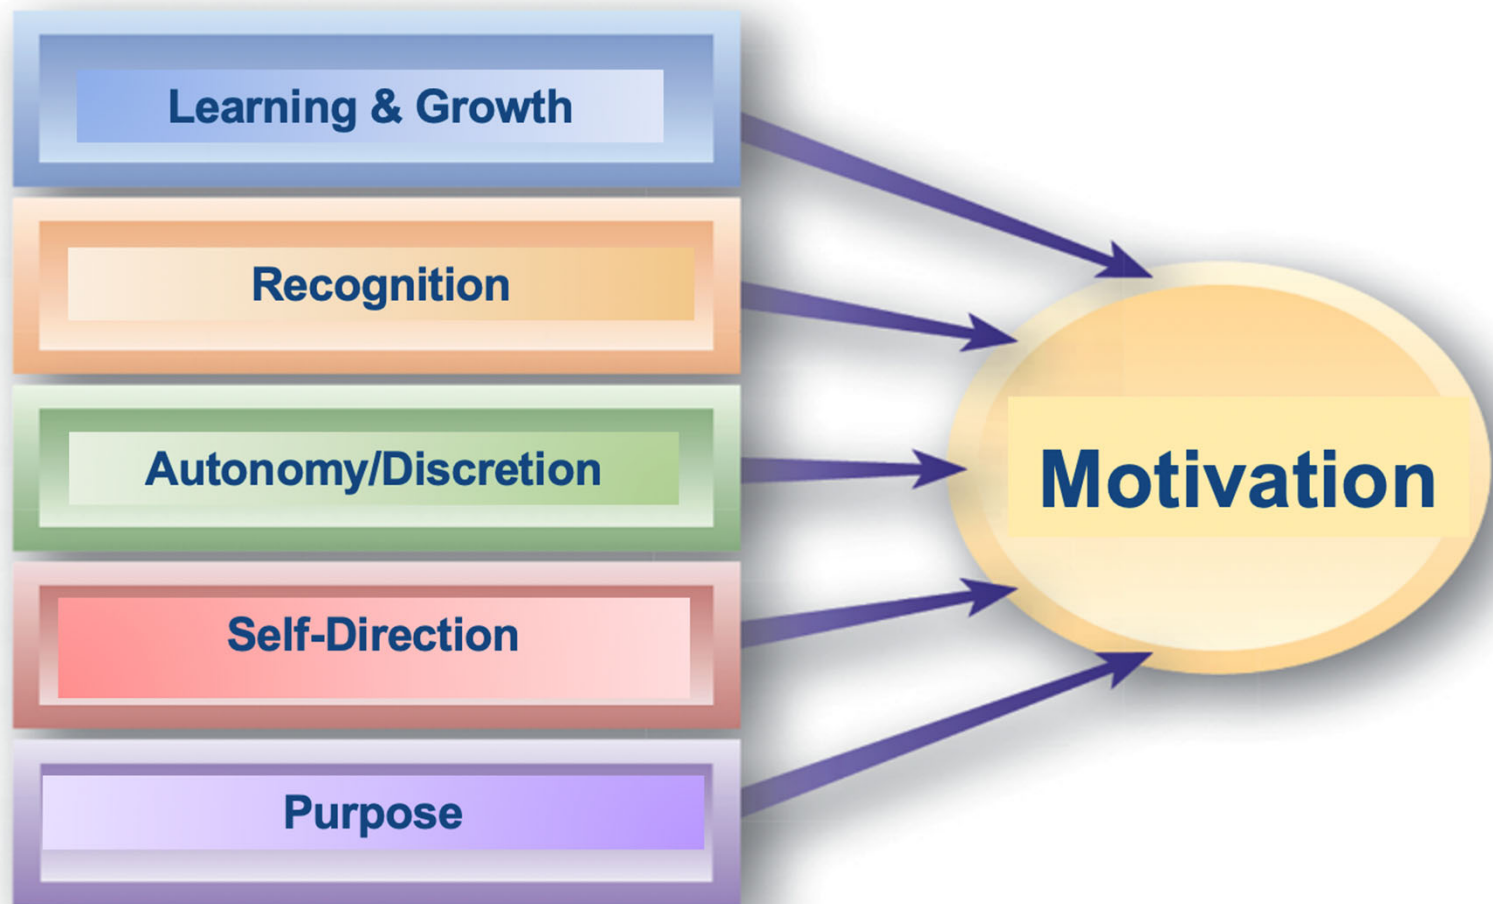 Learning & Growth
Recognition
Autonomy/Discretion
Self-Direction
Purpose
Motivation